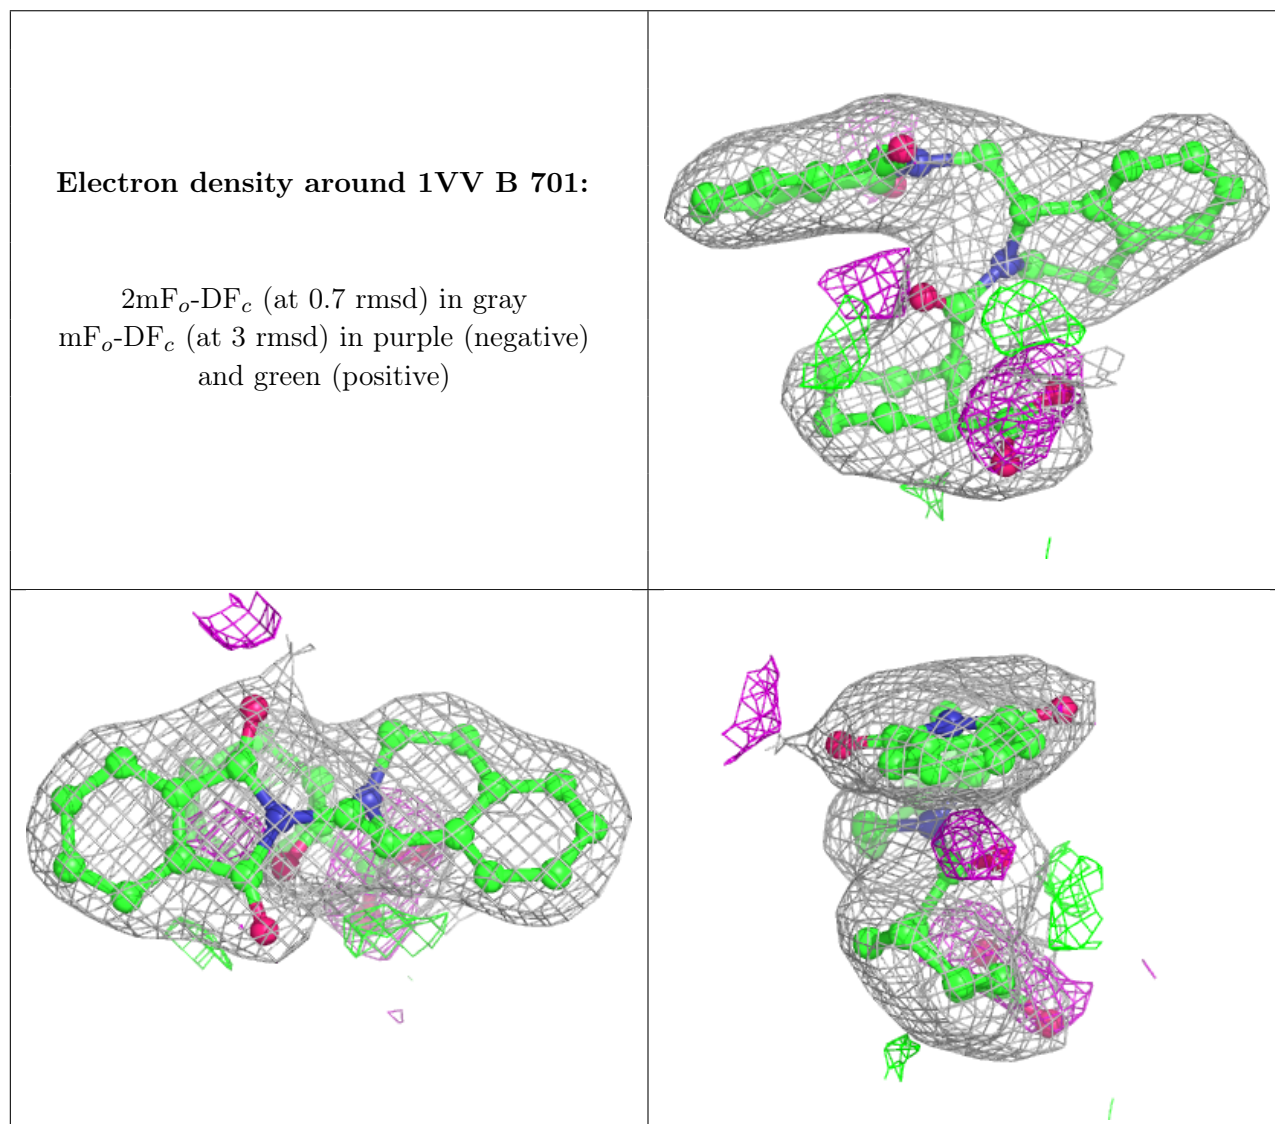 Electron density around 1VV B 701:
2mFo-DFc (at 0.7 rmsd) in gray
mFo-DFc (at 3 rmsd) in purple (negative)
and green (positive)